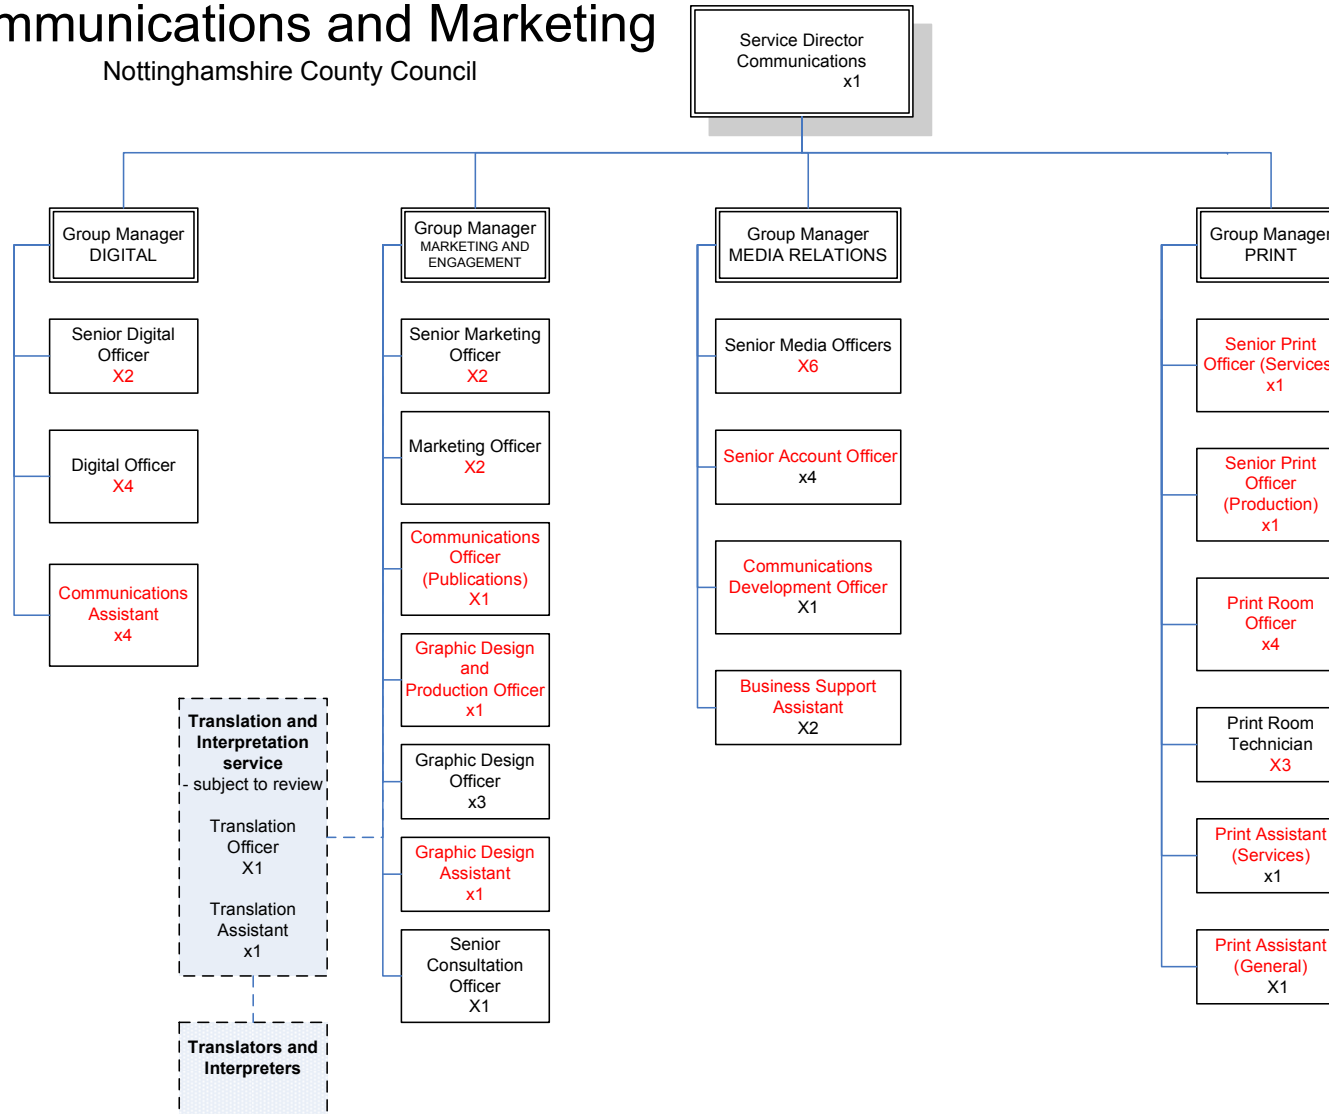 mmunications and Marketing
Nottinghamshire County Council
Service Director
Communications
x1
Group Manager
DIGITAL
Senior Digital
Officer
X2
Digital Officer
X4
Communications
Assistant
x4
Translation and
Interpretation
service
- subject to review
Translation
Officer
X1
Translation
Assistant
x1
Translators and
Interpreters
Group Manager
MARKETING AND
ENGAGEMENT
Senior Marketing
Officer
X2
Marketing Officer
X2
Communications
Officer
(Publications)
X1
Graphic Design
and
Production Officer
x1
Graphic Design
Officer
x3
Graphic Design
Assistant
x1
Senior
Consultation
Officer
X1
Group Manager
MEDIA RELATIONS
Senior Media Officers
X6
Senior Account Officer
x4
Communications
Development Officer
X1
Business Support
Assistant
X2
Group Manager
PRINT
Senior Print
Officer (Services
x1
Senior Print
Officer
(Production)
x1
Print Room
Officer
x4
Print Room
Technician
X3
Print Assistant
(Services)
x1
Print Assistant
(General)
X1